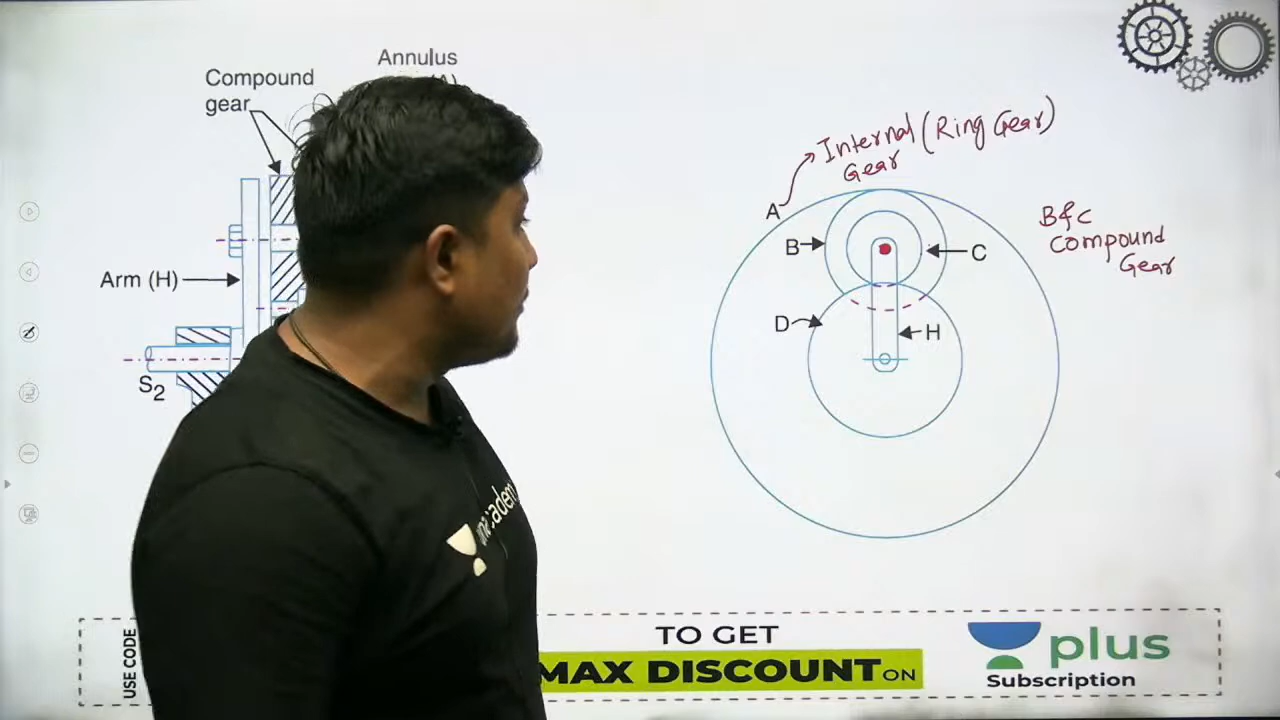 Annulus
Compound
gear
Internal (Ring Gear)
Gear
A
B
C
B & C
Compound
Gear
Arm (H)
D
H
S2
USE CODE
TO GET
MAX DISCOUNT ON
plus
Subscription